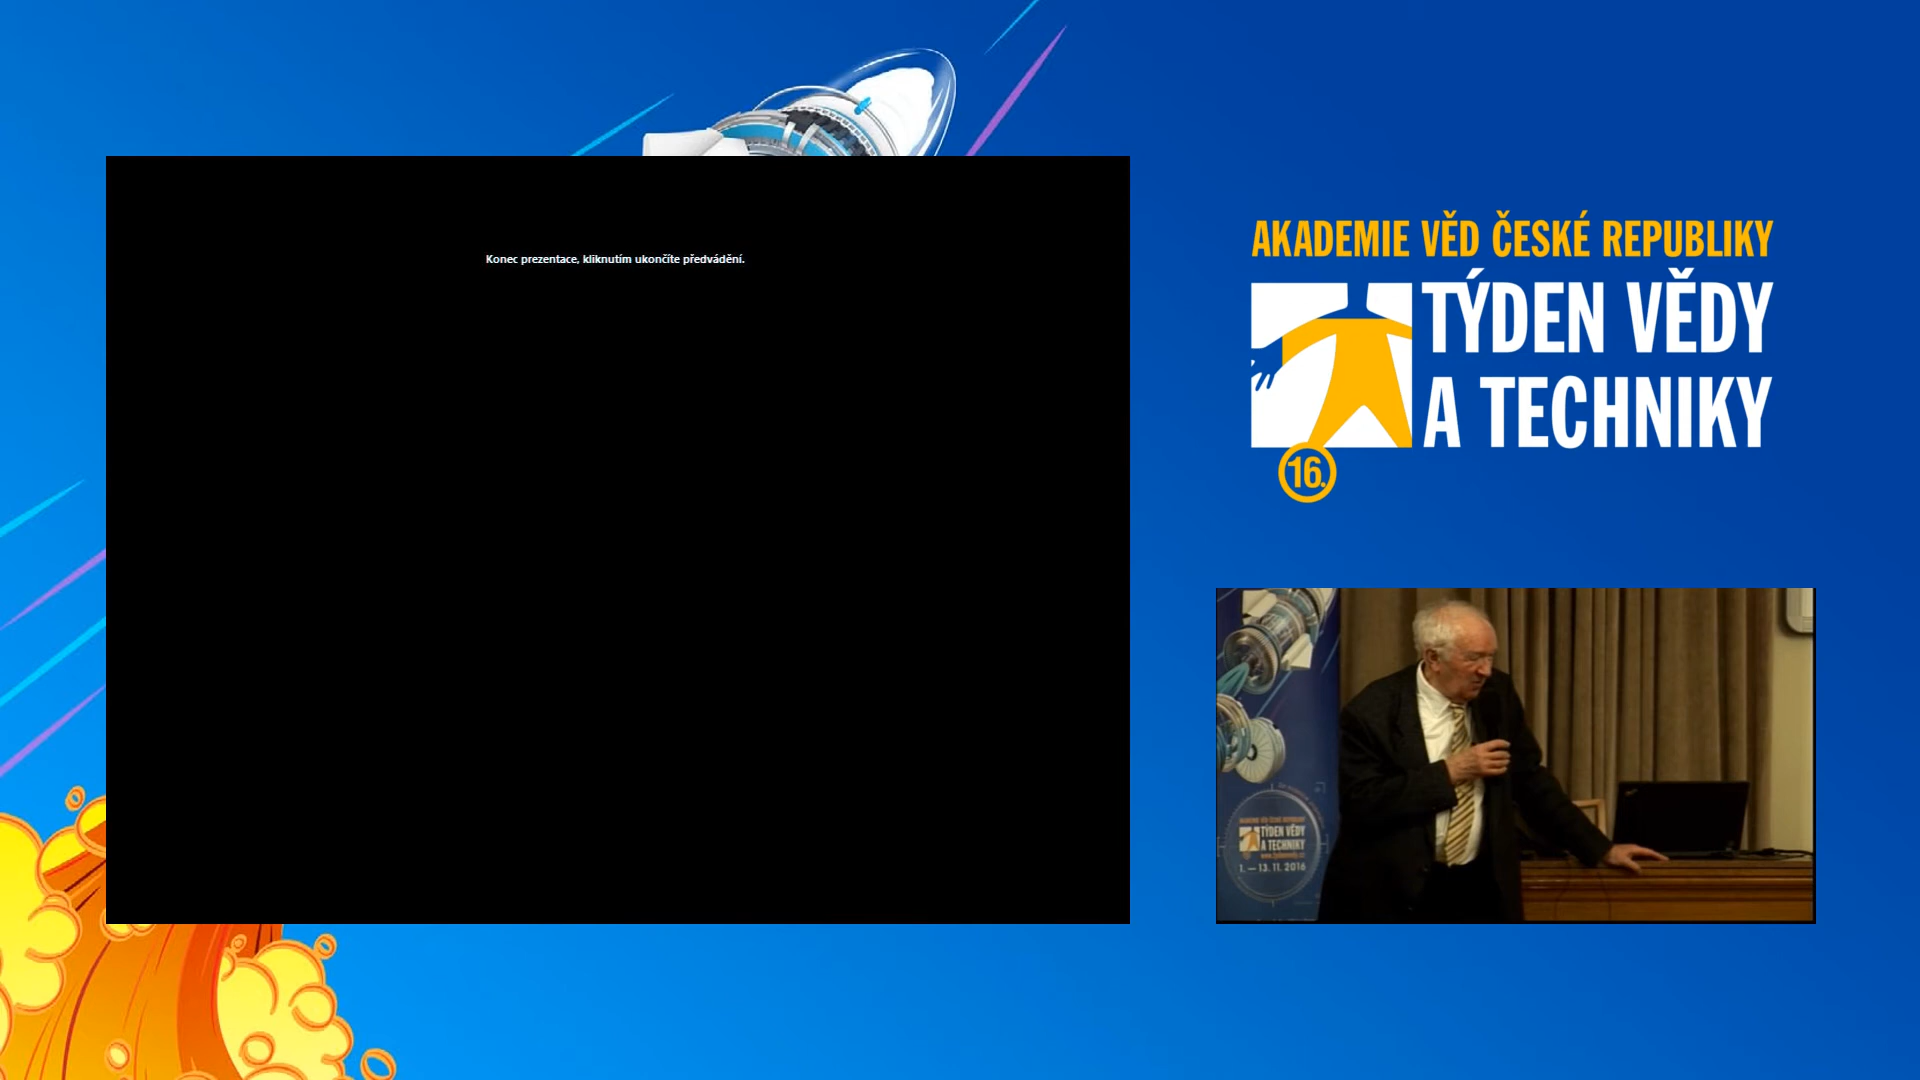 Konec prezentace, kliknutím ukončíte předvádění.
AKADEMIE VĚD ČESKÉ REPUBLIKY
TÝDEN VĚDY
A TECHNIKY
16.
TÝDEN VĚDY
A TECHNIKY
1. — 13. 11. 2016